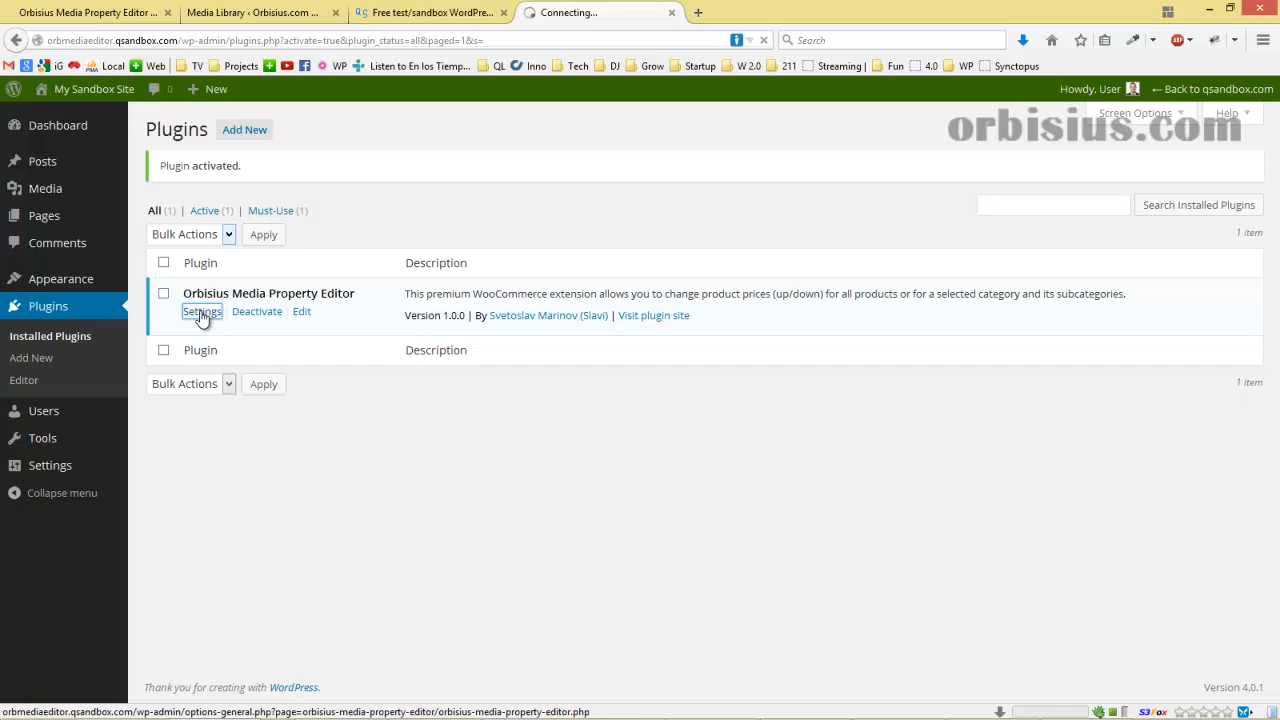 Orbisius Media Property Editor ...
Media Library ‹ Orbisius.com ...
Free test/sandbox WordPre...
Connecting...
orbmediaeditor.qsandbox.com/wp-admin/plugins.php?activate=true&plugin_status=all&paged=1&s=
Search
iG
Local
Web
TV
Projects
WP
Listen to En los Tiemp...
QL
Inno
Tech
DJ
Grow
Startup
W 2.0
211
Streaming
Fun
4.0
WP
Synctopus
My Sandbox Site
0
New
Howdy, User
← Back to qsandbox.com
Dashboard
Posts
Media
Pages
Comments
Appearance
Plugins
Installed Plugins
Add New
Editor
Users
Tools
Settings
Collapse menu
Screen Options
Help
orbisius.com
Plugins
Add New
Plugin activated.
All (1) | Active (1) | Must-Use (1)
Search Installed Plugins
Bulk Actions
Apply
1 item
Plugin
Description
Orbisius Media Property Editor
This premium WooCommerce extension allows you to change product prices (up/down) for all products or for a selected category and its subcategories.
Settings | Deactivate | Edit
Version 1.0.0 | By Svetoslav Marinov (Slavi) | Visit plugin site
Plugin
Description
Bulk Actions
Apply
1 item
Thank you for creating with WordPress.
Version 4.0.1
orbmediaeditor.qsandbox.com/wp-admin/options-general.php?page=orbisius-media-property-editor/orbisius-media-property-editor.php
S3Fox